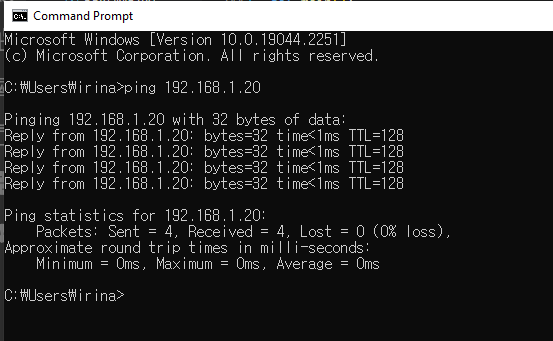 Command Prompt
Microsoft Windows [Version 10.0.19044.2251]
(c) Microsoft Corporation. All rights reserved.
C:₩Users₩irina>ping 192.168.1.20
Pinging 192.168.1.20 with 32 bytes of data:
Reply from 192.168.1.20: bytes=32 time<1ms TTL=128
Reply from 192.168.1.20: bytes=32 time<1ms TTL=128
Reply from 192.168.1.20: bytes=32 time<1ms TTL=128
Reply from 192.168.1.20: bytes=32 time<1ms TTL=128
Ping statistics for 192.168.1.20:
Packets: Sent = 4, Received = 4, Lost = 0 (0% loss),
Approximate round trip times in milli-seconds:
Minimum = 0ms, Maximum = 0ms, Average = 0ms
C:₩Users₩irina>